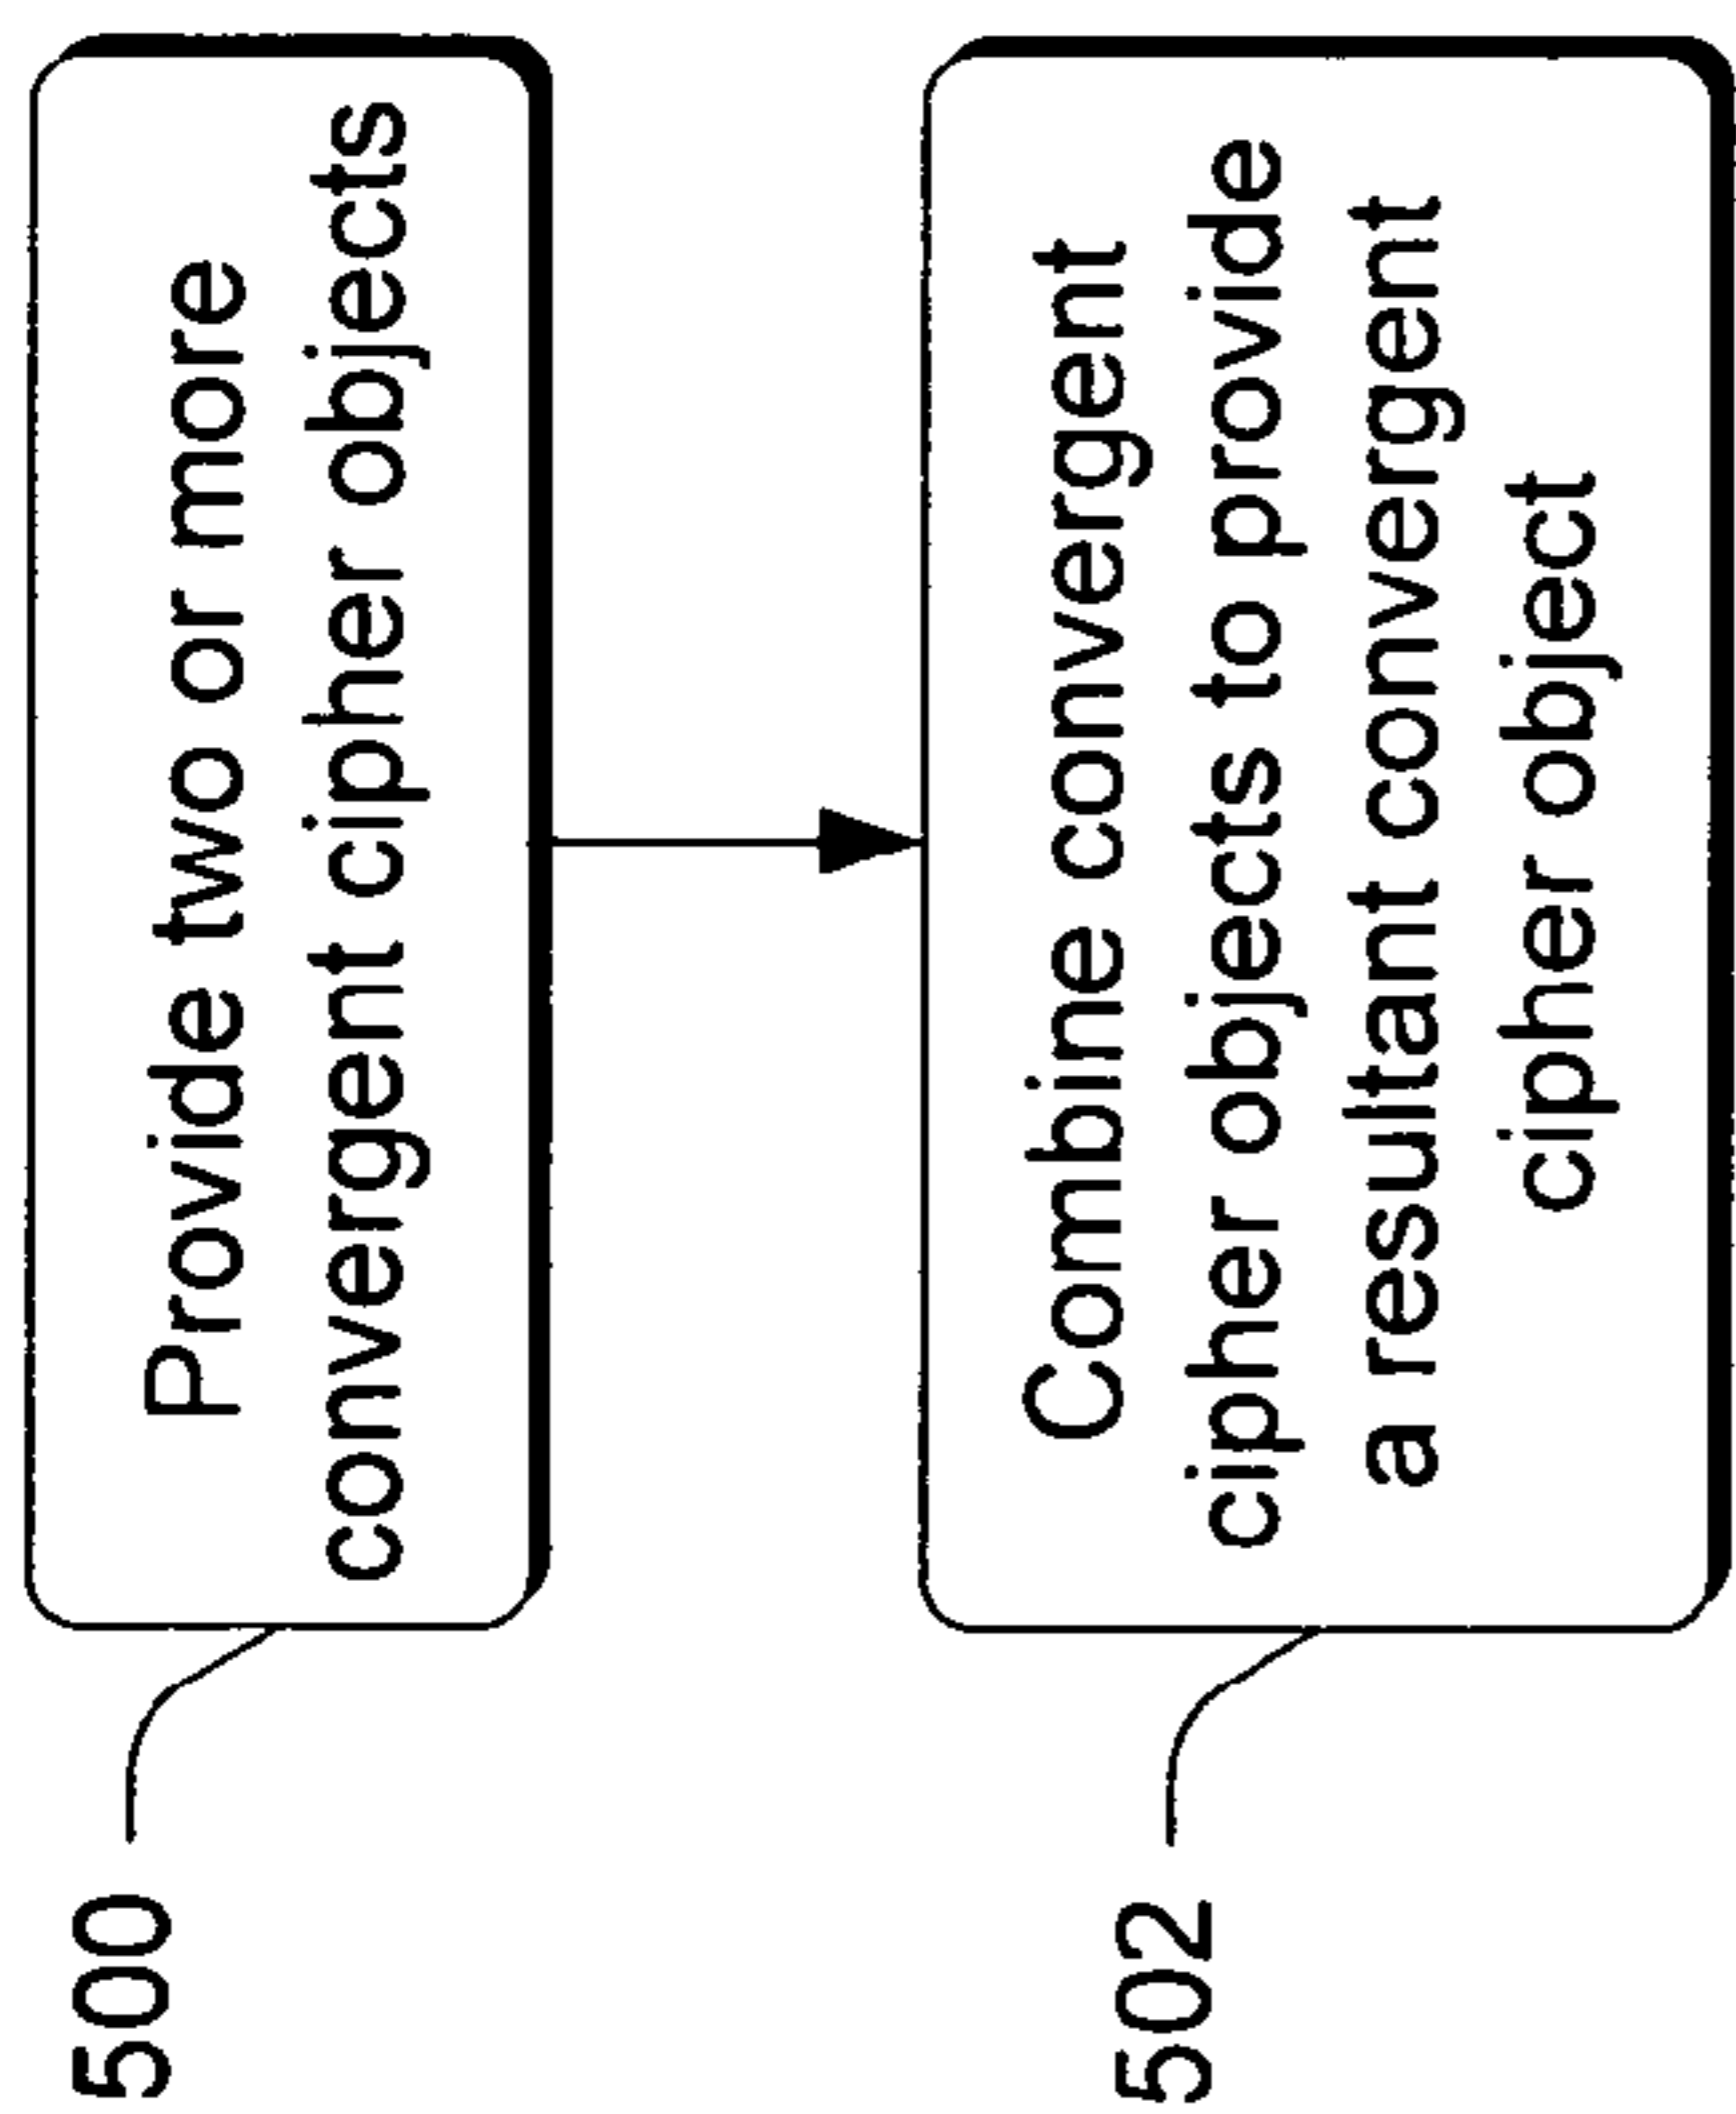 500
Provide two or more
convergent cipher objects
502
Combine convergent
cipher objects to provide
a resultant convergent
cipher object